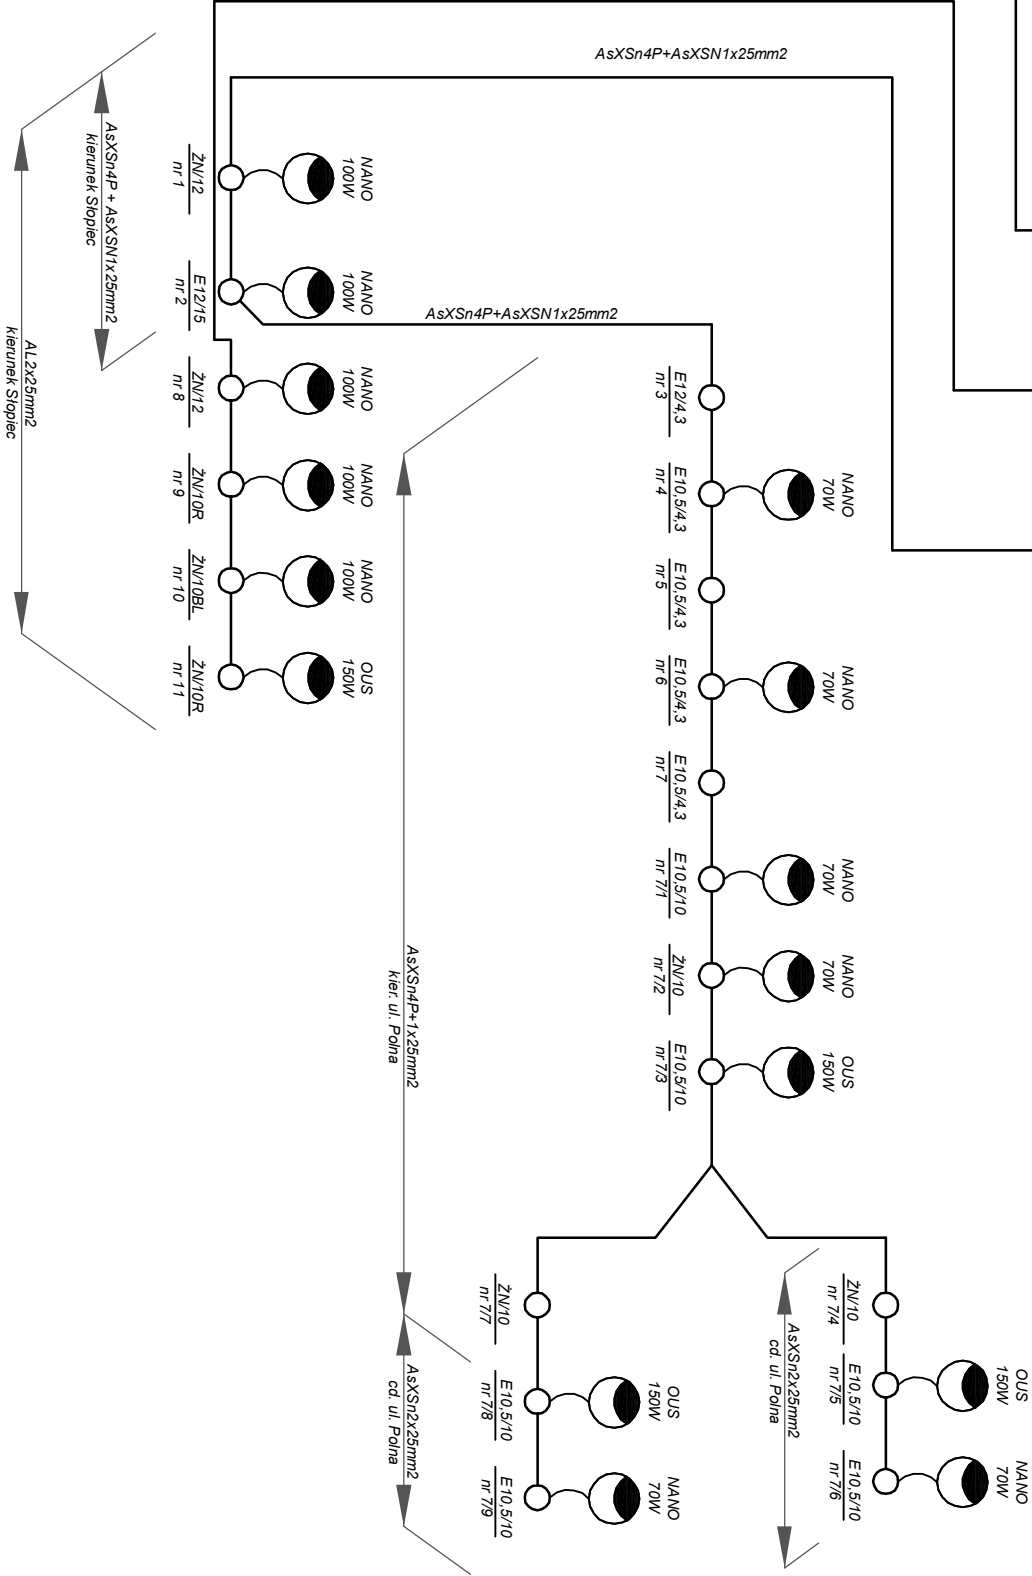 AsXSn4P+AsXSN1x25mm2
NANO
100W
ŻN/12
nr 1
NANO
100W
E12/15
nr 2
NANO
100W
ŻN/12
nr 8
NANO
100W
ŻN/10R
nr 9
NANO
100W
ŻN/10BL
nr 10
OUS
150W
ŻN/10R
nr 11
AsXSn4P + AsXSN1x25mm2
kierunek Słopiec
AL2x25mm2
kierunek Słopiec
AsXSn4P+AsXSN1x25mm2
E12/4,3
nr 3
NANO
70W
E10,5/4,3
nr 4
E10,5/4,3
nr 5
NANO
70W
E10,5/4,3
nr 6
E10,5/4,3
nr 7
NANO
70W
E10,5/10
nr 7/1
NANO
70W
ŻN/10
nr 7/2
OUS
150W
E10,5/10
nr 7/3
AsXSn4P+1x25mm2
kier. ul. Polna
ŻN/10
nr 7/4
OUS
150W
E10,5/10
nr 7/5
NANO
70W
E10,5/10
nr 7/6
AsXSn2x25mm2
cd. ul. Polna
ŻN/10
nr 7/7
OUS
150W
E10,5/10
nr 7/8
NANO
70W
E10,5/10
nr 7/9
AsXSn2x25mm2
cd. ul. Polna